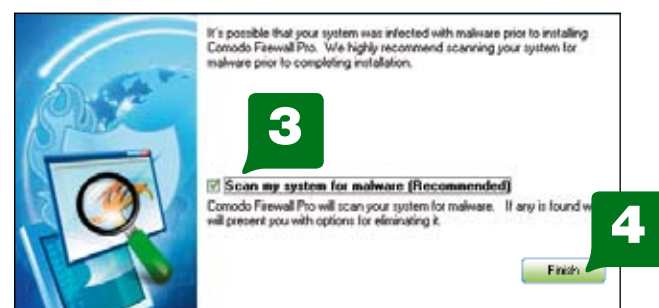 It's possible that your system was infected with malware prior to installing
Comodo Firewall Pro. We highly recommend scanning your system for
malware prior to completing installation.
3
Scan my system for malware (Recommended)
Comodo Firewall Pro will scan your system for malware. If any is found
will present you with options for eliminating it.
4
Finish